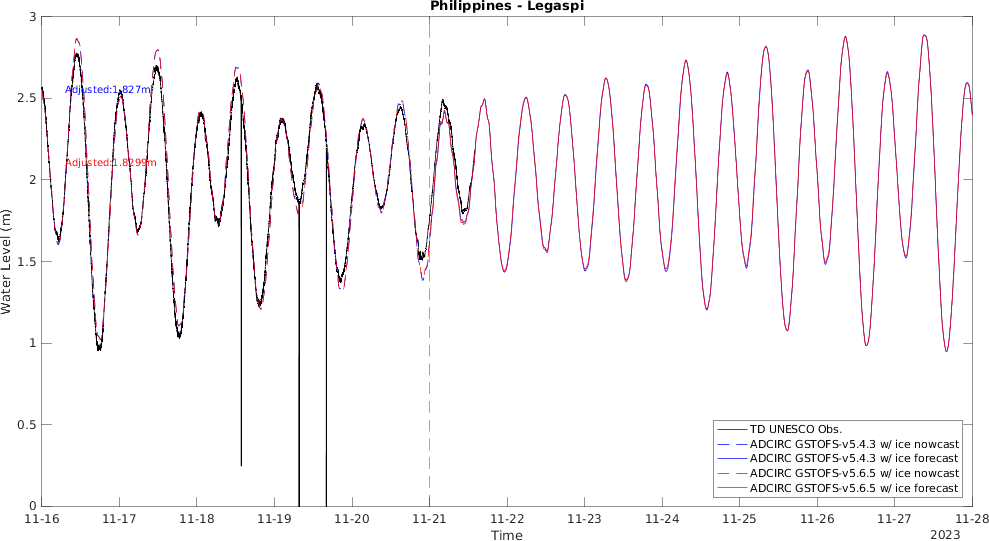 Philippines - Legaspi
3
2.5
2
1.5
1
0.5
0
Water Level (m)
Adjusted:1.827m
Adjusted:1.8299m
TD UNESCO Obs.
ADCIRC GSTOFS-v5.4.3 w/ ice nowcast
ADCIRC GSTOFS-v5.4.3 w/ ice forecast
ADCIRC GSTOFS-v5.6.5 w/ ice nowcast
ADCIRC GSTOFS-v5.6.5 w/ ice forecast
11-16 11-17 11-18 11-19 11-20 11-21 11-22 11-23 11-24 11-25 11-26 11-27 11-28
Time
2023